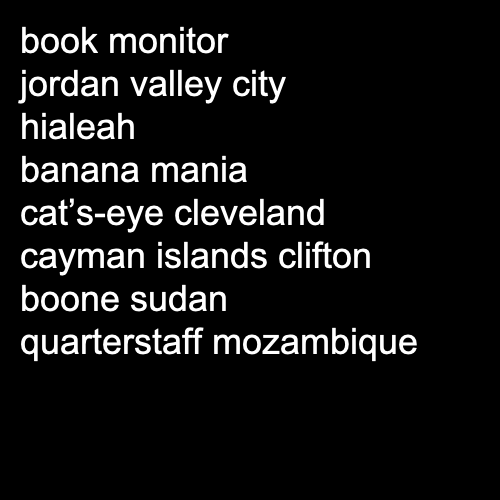 book monitor
jordan valley city
hialeah
banana mania
cat’s-eye cleveland
cayman islands clifton
boone sudan
quarterstaff mozambique